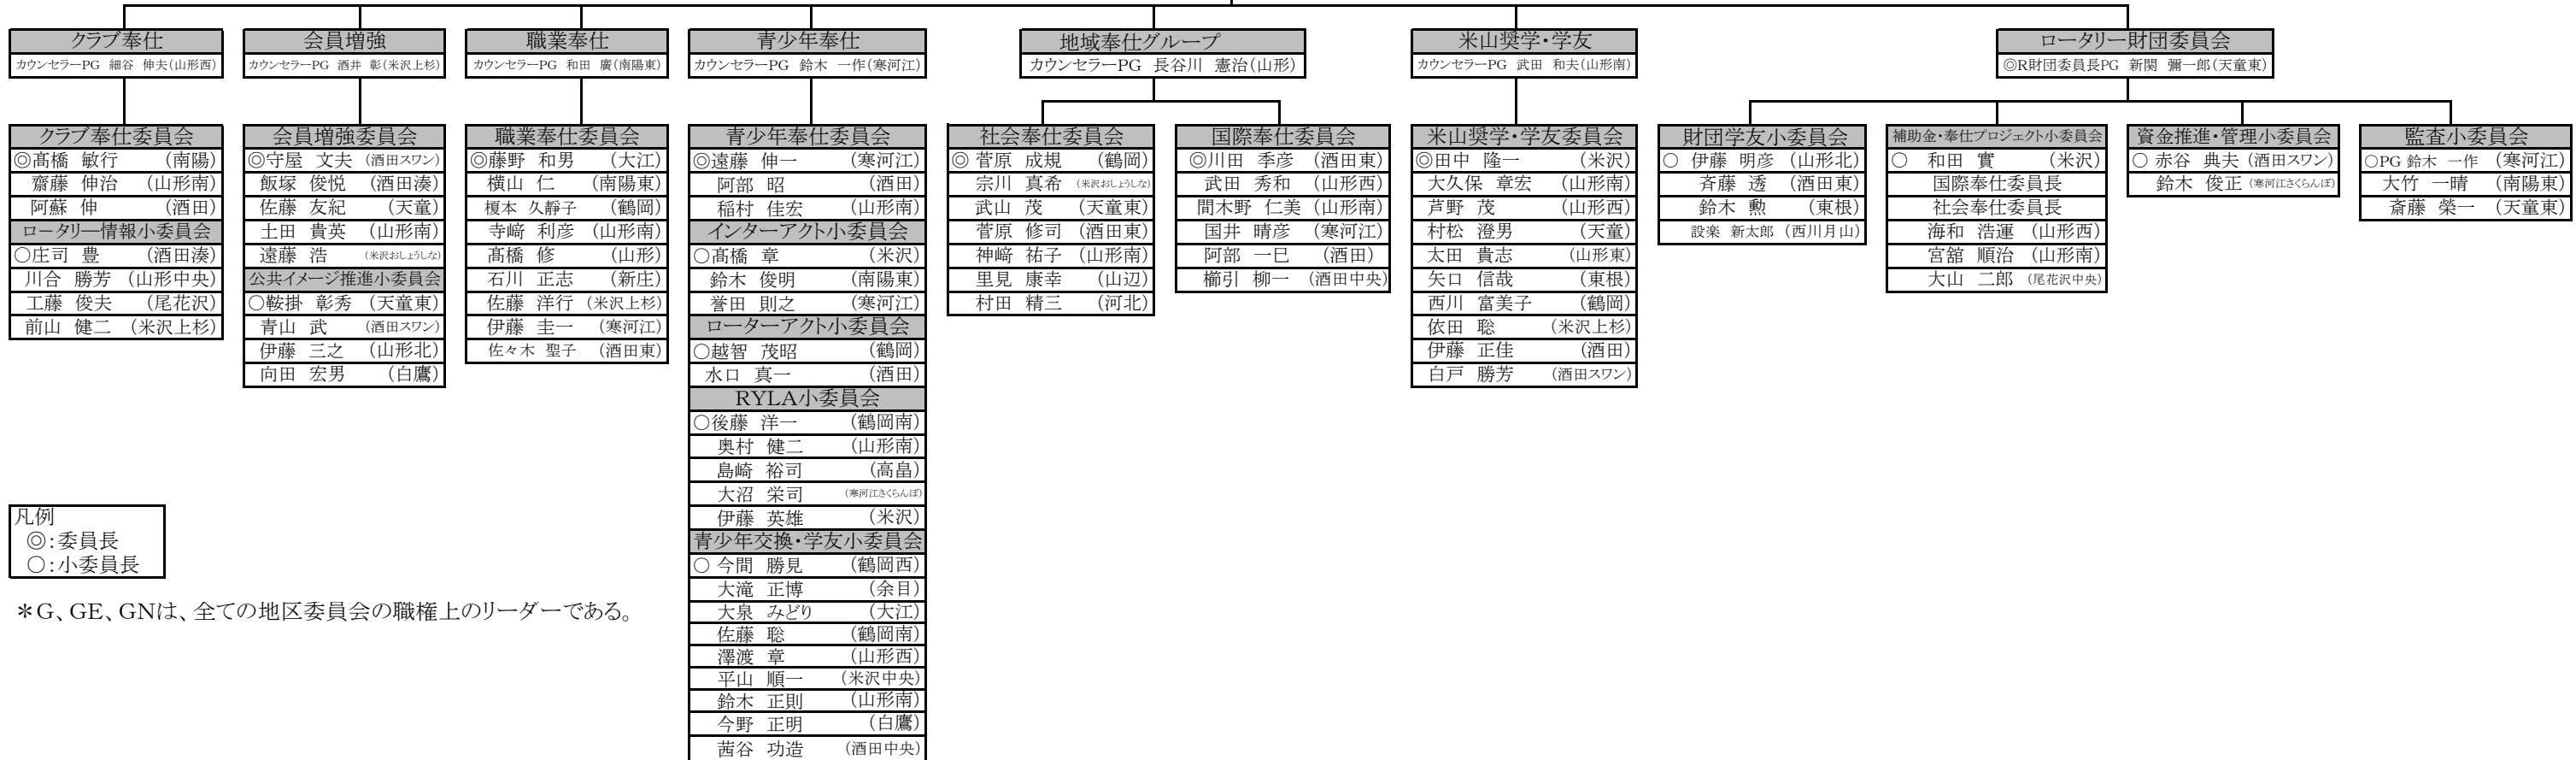 クラブ奉仕
カウンセラーPG 細谷 伸夫(山形西)
クラブ奉仕委員会
◎髙橋 敏行 (南陽)
齋藤 伸治 (山形南)
阿蘇 伸 (酒田)
ロータリー情報小委員会
○庄司 豊 (酒田湊)
川合 勝芳 (山形中央)
工藤 俊夫 (尾花沢)
前山 健二 (米沢上杉)
会員増強
カウンセラーPG 酒井 彰(米沢上杉)
会員増強委員会
◎守屋 文夫 (酒田スワン)
飯塚 俊悦 (酒田湊)
佐藤 友紀 (天童)
土田 貴英 (山形南)
遠藤 浩 (米沢おしょうしな)
公共イメージ推進小委員会
○鞍掛 彰秀 (天童東)
青山 武 (酒田スワン)
伊藤 三之 (山形北)
向田 宏男 (白鷹)
職業奉仕
カウンセラーPG 和田 廣(南陽東)
職業奉仕委員会
◎藤野 和男 (大江)
横山 仁 (南陽東)
榎本 久靜子 (鶴岡)
寺﨑 利彦 (山形南)
髙橋 修 (山形)
石川 正志 (新庄)
佐藤 洋行 (米沢上杉)
伊藤 圭一 (寒河江)
佐々木 聖子 (酒田東)
青少年奉仕
カウンセラーPG 鈴木 一作(寒河江)
青少年奉仕委員会
◎遠藤 伸一 (寒河江)
阿部 昭 (酒田)
稲村 佳宏 (山形南)
インターアクト小委員会
○髙橋 章 (米沢)
鈴木 俊明 (南陽東)
誉田 則之 (寒河江)
ローターアクト小委員会
○越智 茂昭 (鶴岡)
水口 真一 (酒田)
RYLA小委員会
○後藤 洋一 (鶴岡南)
奥村 健二 (山形南)
島崎 裕司 (高畠)
大沼 栄司 (寒河江さくらんぼ)
伊藤 英雄 (米沢)
青少年交換・学友小委員会
○ 今間 勝見 (鶴岡西)
大滝 正博 (余目)
大泉 みどり (大江)
佐藤 聡 (鶴岡南)
澤渡 章 (山形西)
平山 順一 (米沢中央)
鈴木 正則 (山形南)
今野 正明 (白鷹)
茜谷 功造 (酒田中央)
地域奉仕グループ
カウンセラーPG 長谷川 憲治(山形)
社会奉仕委員会
◎ 菅原 成規 (鶴岡)
宗川 真希 (米沢おしょうしな)
武山 茂 (天童東)
菅原 修司 (酒田東)
神﨑 祐子 (山形南)
里見 康幸 (山辺)
村田 精三 (河北)
国際奉仕委員会
◎川田 季彦 (酒田東)
武田 秀和 (山形西)
間木野 仁美 (山形南)
国井 晴彦 (寒河江)
阿部 一巳 (酒田)
櫛引 柳一 (酒田中央)
米山奨学・学友
カウンセラーPG 武田 和夫(山形南)
米山奨学・学友委員会
◎田中 隆一 (米沢)
大久保 章宏 (山形南)
芦野 茂 (山形西)
村松 澄男 (天童)
太田 貴志 (山形東)
矢口 信哉 (東根)
西川 富美子 (鶴岡)
依田 聡 (米沢上杉)
伊藤 正佳 (酒田)
白戸 勝芳 (酒田スワン)
ロータリー財団委員会
◎R財団委員長PG 新関 彌一郎(天童東)
財団学友小委員会
○ 伊藤 明彦 (山形北)
斉藤 透 (酒田東)
鈴木 勲 (東根)
設楽 新太郎 (西川月山)
補助金・奉仕プロジェクト小委員会
○ 和田 實 (米沢)
国際奉仕委員長
社会奉仕委員長
海和 浩運 (山形西)
宮舘 順治 (山形南)
大山 二郎 (尾花沢中央)
資金推進・管理小委員会
○ 赤谷 典夫 (酒田スワン)
鈴木 俊正 (寒河江さくらんぼ)
監査小委員会
○PG 鈴木 一作 (寒河江)
大竹 一晴 (南陽東)
斎藤 榮一 (天童東)
凡例
◎:委員長
○:小委員長
＊G、GE、GNは、全ての地区委員会の職権上のリーダーである。